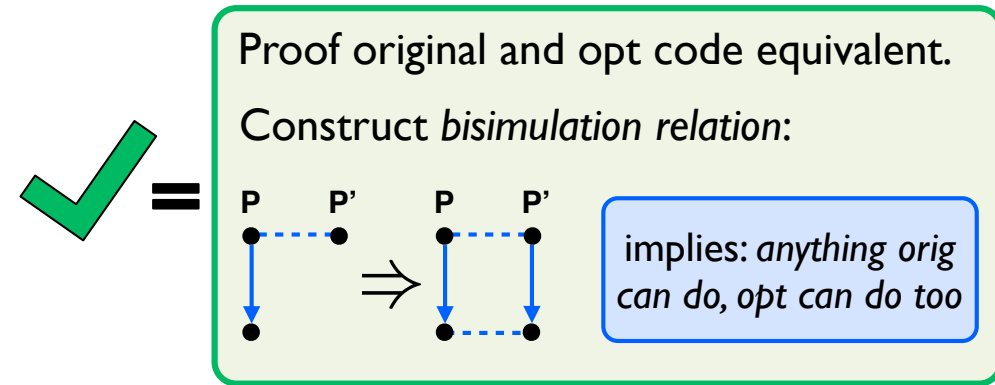 Proof original and opt code equivalent.
Construct bisimulation relation:
=
P P' P P'
⇒
implies: anything orig
can do, opt can do too